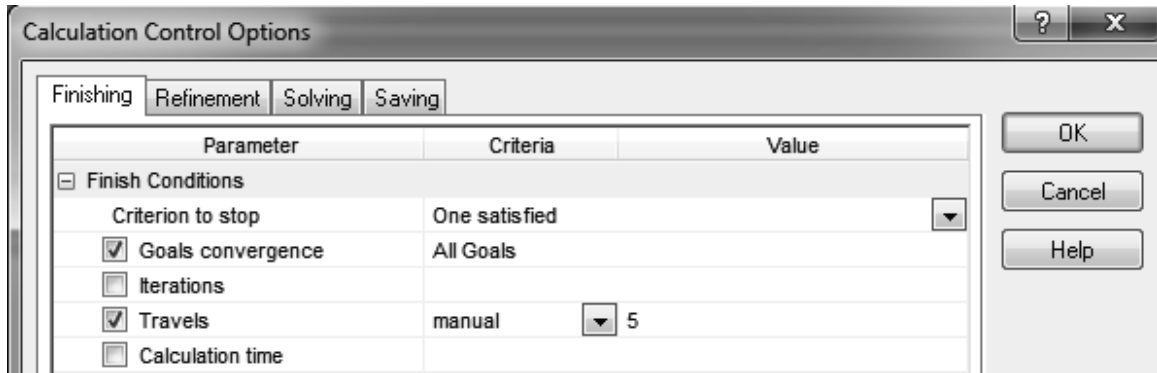 Calculation Control Options
Finishing Refinement Solving Saving
Parameter Criteria Value
Finish Conditions
Criterion to stop One satisfied
Goals convergence All Goals
Iterations
Travels manual 5
Calculation time
OK
Cancel
Help